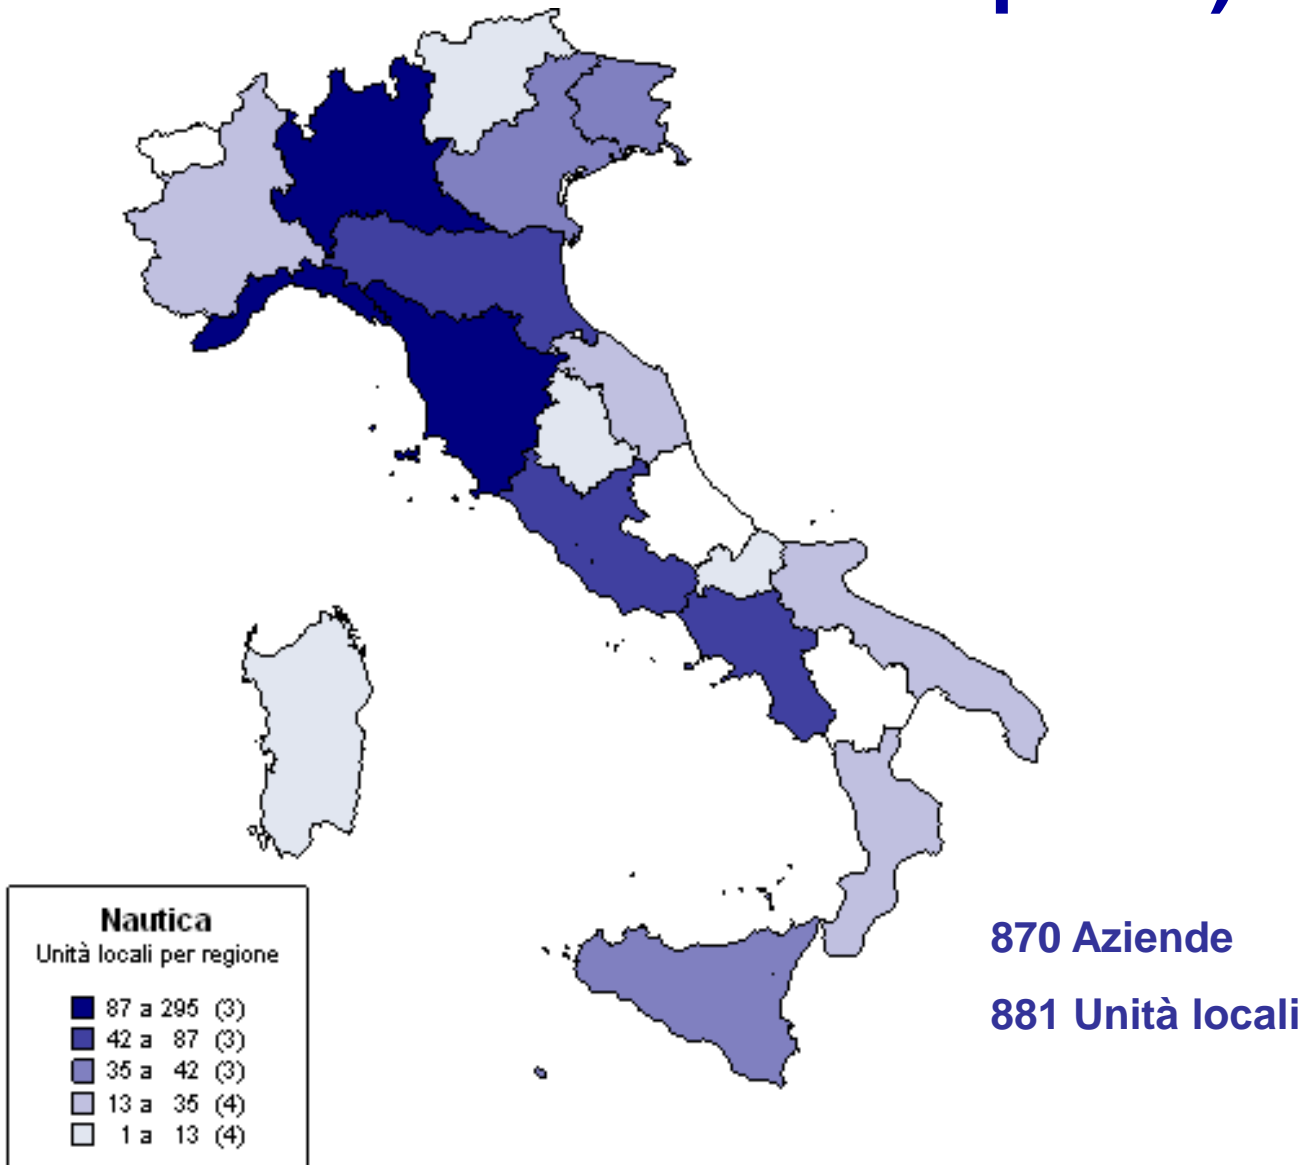 Nautica
Unità locali per regione
87 a 295 (3)
42 a 87 (3)
35 a 42 (3)
13 a 35 (4)
1 a 13 (4)
870 Aziende
881 Unità locali